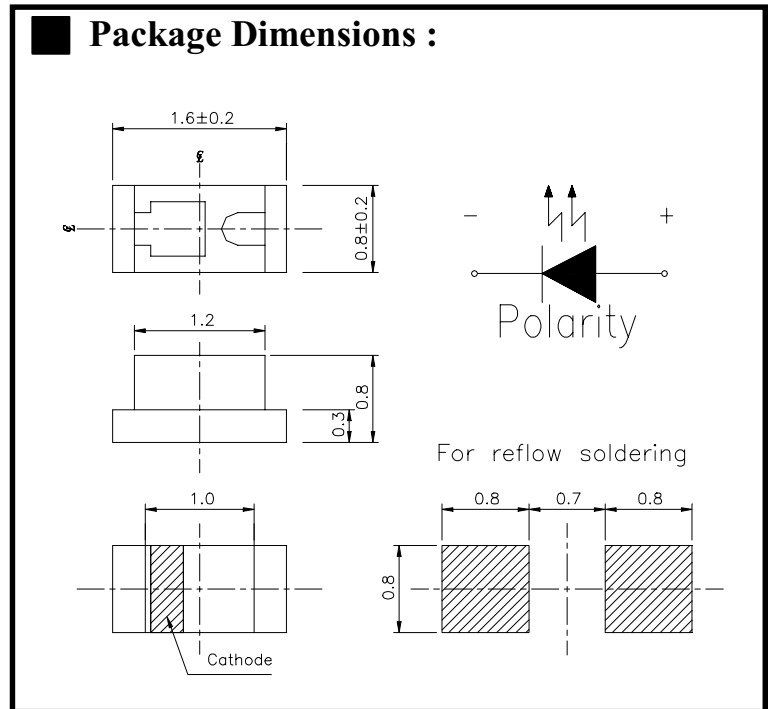 Package Dimensions :
1.6±0.2
℄
℄
0.8±0.2
- +
Polarity
1.2
0.8
0.3
For reflow soldering
1.0
0.8 0.7 0.8
0.8
Cathode